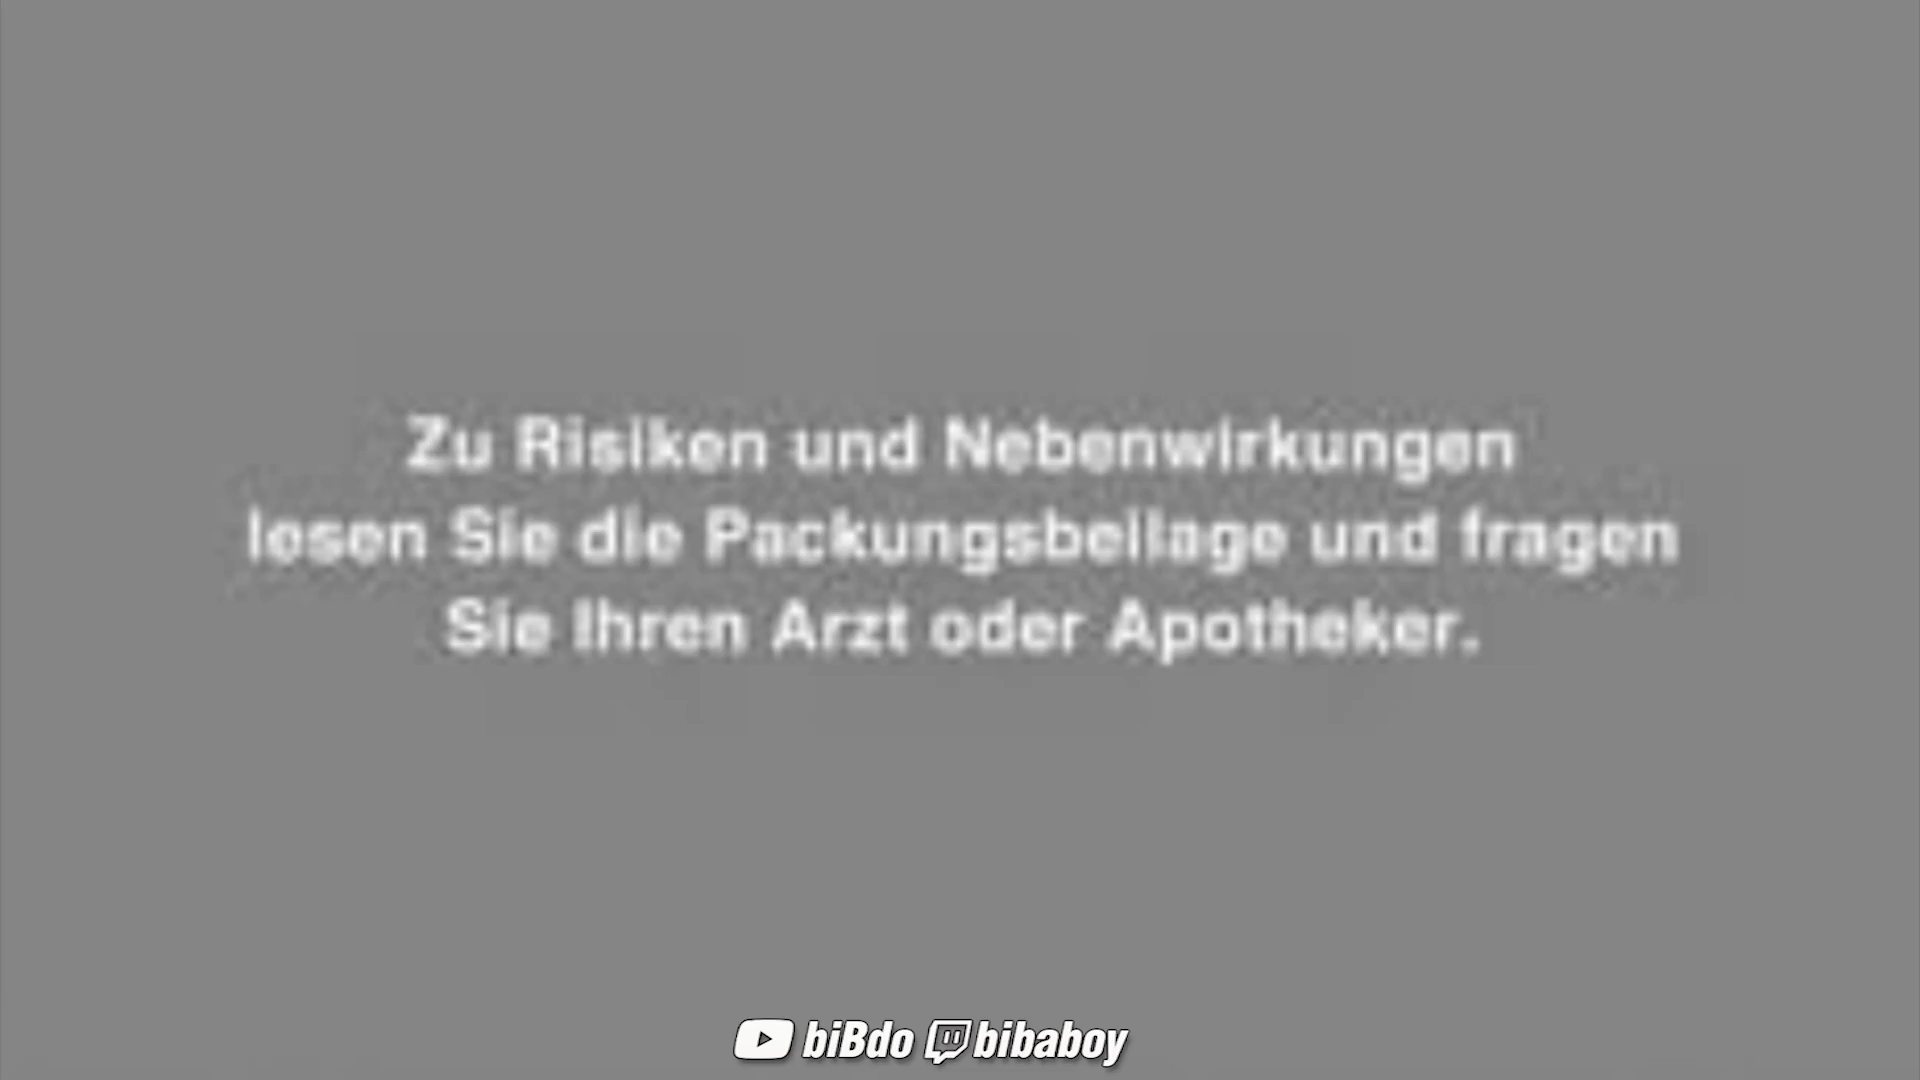 Zu Risiken und Nebenwirkungen
lesen Sie die Packungsbeilage und fragen
Sie Ihren Arzt oder Apotheker.
biBdo bibaboy